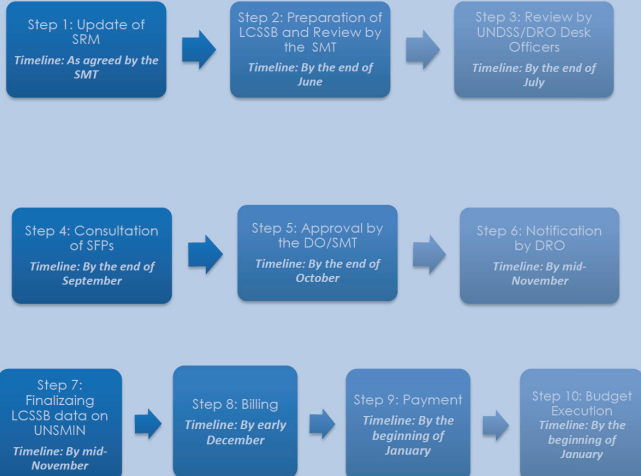 Step 1: Update of
SRM
Timeline: As agreed by the
SMT
Step 2: Preparation of
LCSSB and Review by
the SMT
Timeline: By the end of
June
Step 3: Review by
UNDSS/DRO Desk
Officers
Timeline: By the end of
July
Step 4: Consultation
of SFPs
Timeline: By the end of
September
Step 5: Approval by
the DO/SMT
Timeline: By the end of
October
Step 6: Notification
by DRO
Timeline: By mid-
November
Step 7:
Finalizaing
LCSSB data on
UNSMIN
Timeline: By mid-
November
Step 8: Billing
Timeline: By early
December
Step 9: Payment
Timeline: By the
beginning of
January
Step 10: Budget
Execution
Timeline: By the
beginning of
January